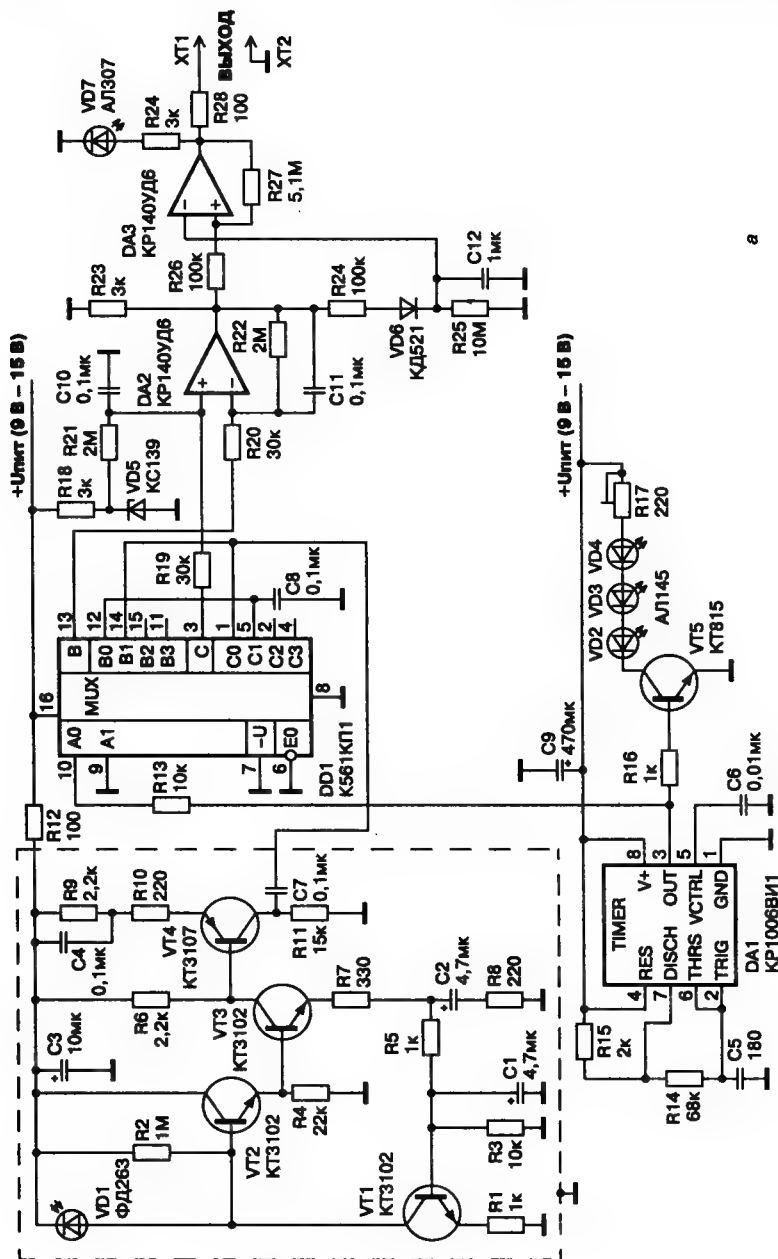 +Uпит (9 В – 15 В)
VD1
ФД263
R2
1М
C3
10мк
R9
2,2к
C4
0,1мк
R10
220
R6
2,2к
VT4
КТ3107
VT3
КТ3102
VT2
КТ3102
R4
22к
R7
330
R11
15к
C7
0,1мк
R5
1к
C2
4,7мк
R8
220
C1
4,7мк
VT1
КТ3102
R3
10к
R1
1к
R12
100
16
10
A0
9
A1
MUX
7
-U
6
E0
8
B
13
B0
12
B1
14
B2
15
B3
11
C
3
C0
1
C1
5
C2
2
C3
4
DD1
К561КП1
R13
10к
R19
30к
C8
0,1мк
R18
3к
VD5
КС139
R21
2М
C10
0,1мк
DA2
КР140УД6
+
-
R20
30к
R22
2М
C11
0,1мк
R23
3к
R26
100к
R24
100к
VD6
КД521
R25
10М
C12
1мк
DA3
КР140УД6
-
+
R27
5,1М
VD7
АЛ307
R24
3к
R28
100
XT1
ВЫХОД
XT2
+Uпит (9 В – 15 В)
R15
2к
R14
68к
C5
180
TIMER
4
RES
7
DISCH
6
THRS
2
TRIG
V+
8
OUT
3
VCTRL
5
GND
1
DA1
КР1006ВИ1
C6
0,01мк
C9
470мк
R16
1к
VT5
КТ815
VD2
VD3
VD4
АЛ145
R17
220
а